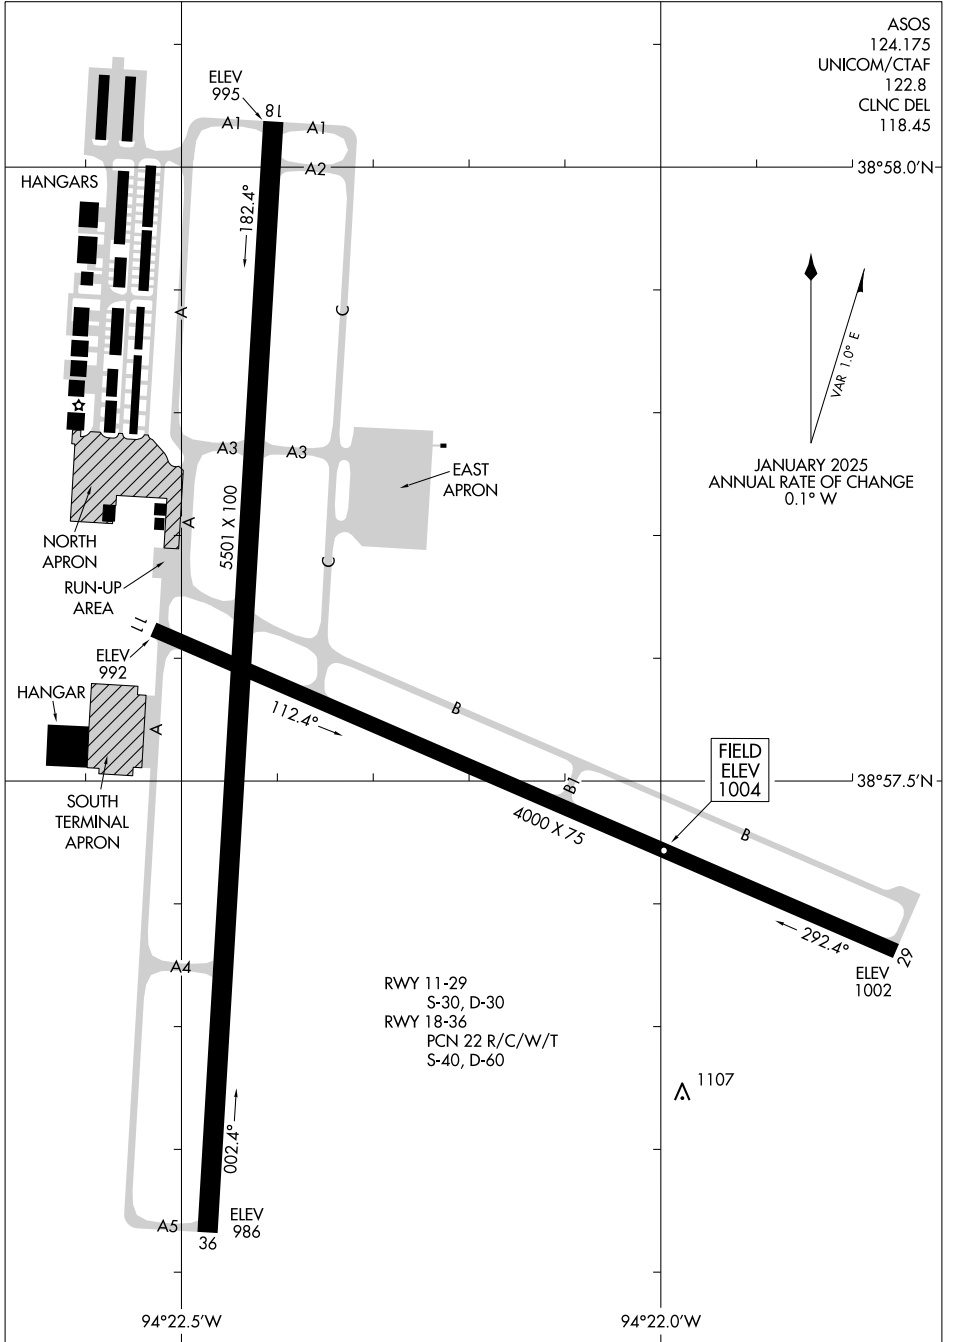 ASOS
124.175
UNICOM/CTAF
122.8
CLNC DEL
118.45
ELEV
995
18
A1
A1
A2
38°58.0'N
HANGARS
182.4°
A
C
VAR 1.0° E
JANUARY 2025
ANNUAL RATE OF CHANGE
0.1° W
A3
A3
EAST
APRON
5501 X 100
A
NORTH
APRON
C
RUN-UP
AREA
11
ELEV
992
HANGAR
A
112.4°
B
FIELD
ELEV
1004
38°57.5'N
B1
SOUTH
TERMINAL
APRON
4000 X 75
B
292.4°
29
ELEV
1002
A4
RWY 11-29
S-30, D-30
RWY 18-36
PCN 22 R/C/W/T
S-40, D-60
1107
002.4°
A5
ELEV
986
36
94°22.5'W
94°22.0'W